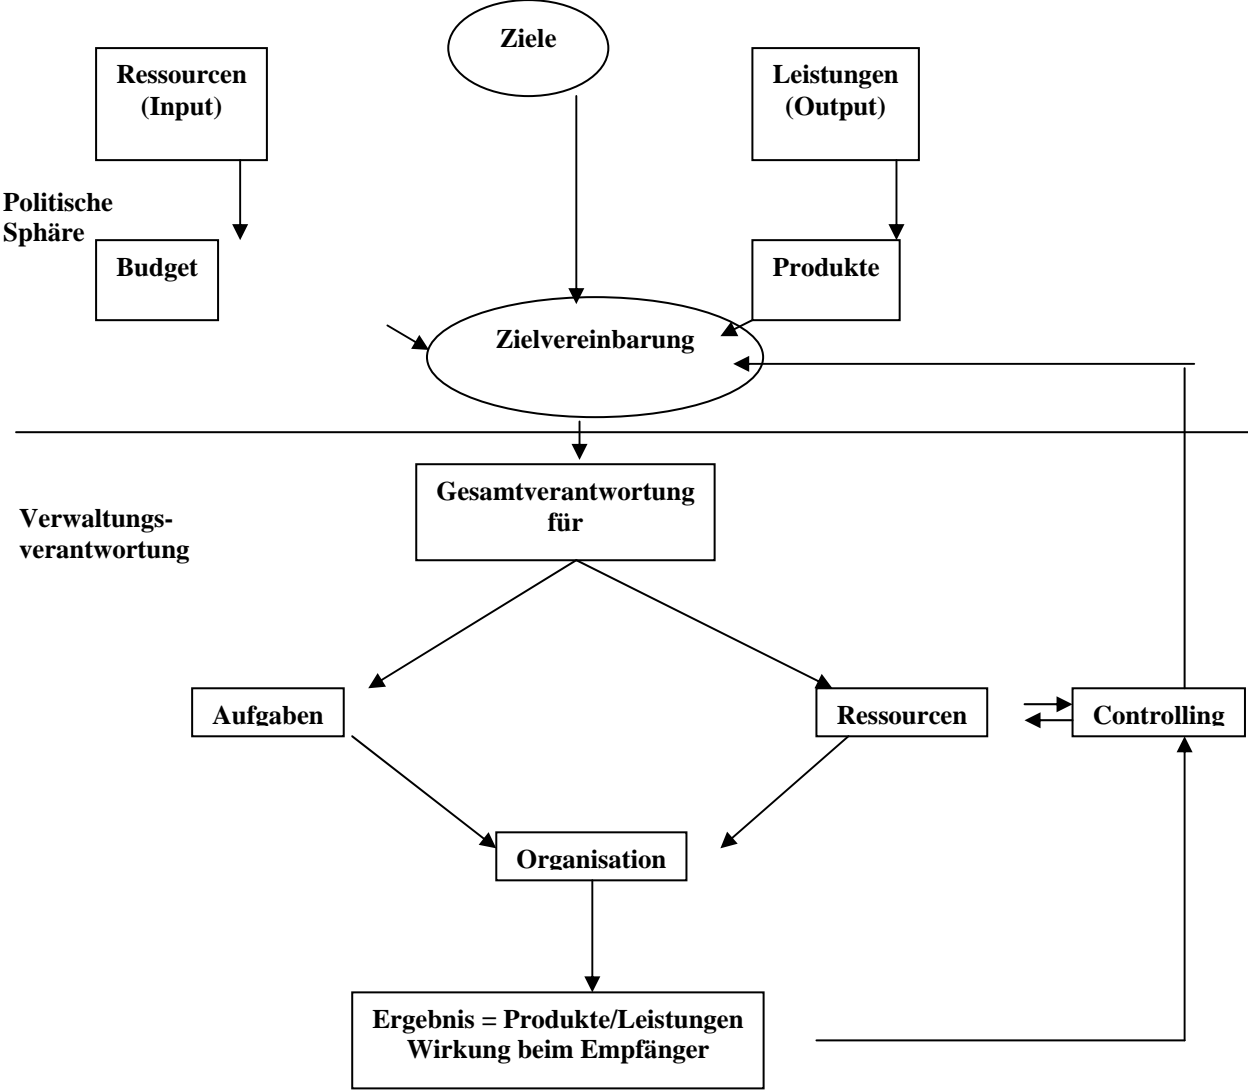 Ziele
Ressourcen
(Input)
Leistungen
(Output)
Politische
Sphäre
Budget
Produkte
Zielvereinbarung
Gesamtverantwortung
für
Verwaltungs-
verantwortung
Aufgaben
Ressourcen
Controlling
Organisation
Ergebnis = Produkte/Leistungen
Wirkung beim Empfänger